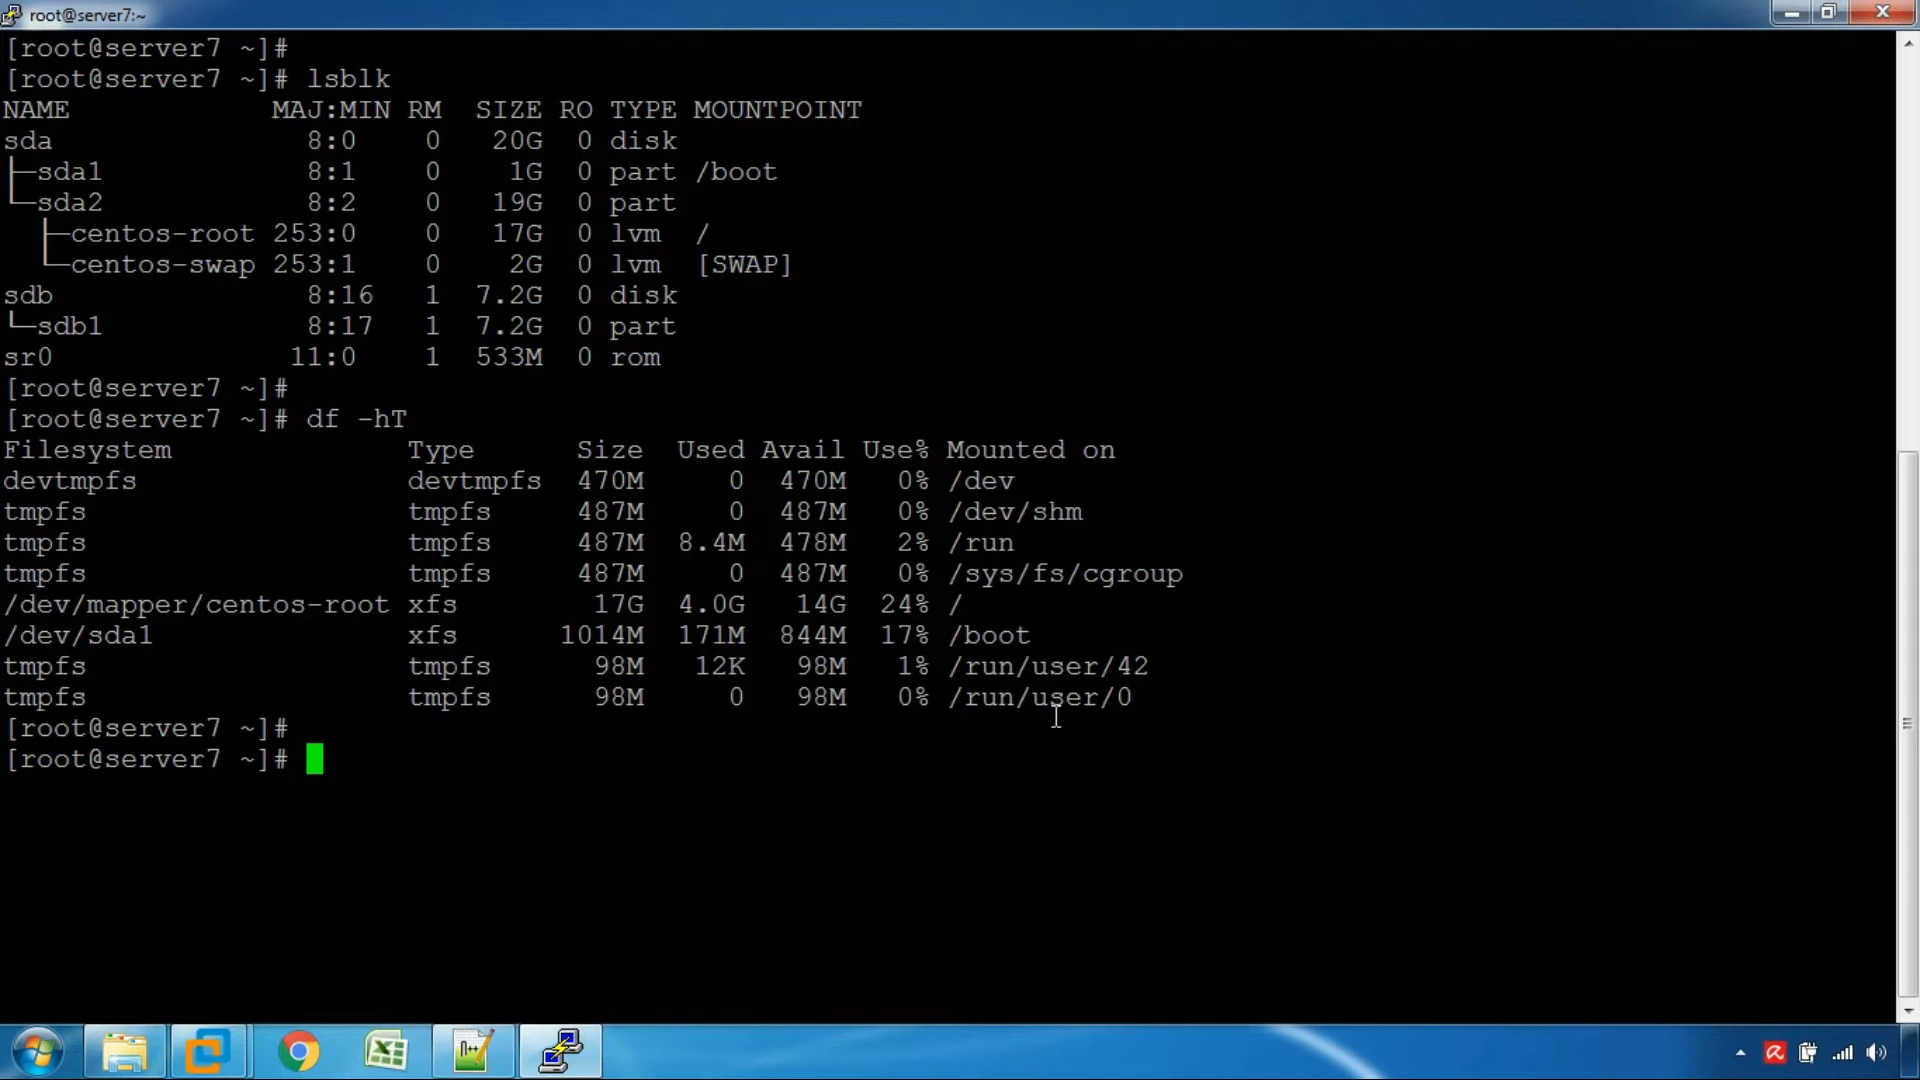 root@server7:~
[root@server7 ~]#
[root@server7 ~]# lsblk
NAME MAJ:MIN RM SIZE RO TYPE MOUNTPOINT
sda 8:0 0 20G 0 disk
├─sda1 8:1 0 1G 0 part /boot
└─sda2 8:2 0 19G 0 part
├─centos-root 253:0 0 17G 0 lvm /
└─centos-swap 253:1 0 2G 0 lvm [SWAP]
sdb 8:16 1 7.2G 0 disk
└─sdb1 8:17 1 7.2G 0 part
sr0 11:0 1 533M 0 rom
[root@server7 ~]#
[root@server7 ~]# df -hT
Filesystem Type Size Used Avail Use% Mounted on
devtmpfs devtmpfs 470M 0 470M 0% /dev
tmpfs tmpfs 487M 0 487M 0% /dev/shm
tmpfs tmpfs 487M 8.4M 478M 2% /run
tmpfs tmpfs 487M 0 487M 0% /sys/fs/cgroup
/dev/mapper/centos-root xfs 17G 4.0G 14G 24% /
/dev/sda1 xfs 1014M 171M 844M 17% /boot
tmpfs tmpfs 98M 12K 98M 1% /run/user/42
tmpfs tmpfs 98M 0 98M 0% /run/user/0
[root@server7 ~]#
[root@server7 ~]#